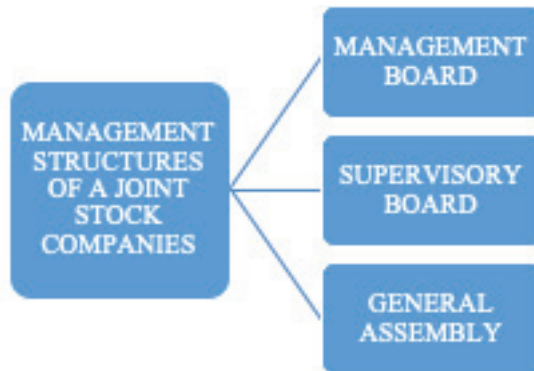 MANAGEMENT
STRUCTURES
OF A JOINT
STOCK
COMPANIES
MANAGEMENT
BOARD
SUPERVISORY
BOARD
GENERAL
ASSEMBLY